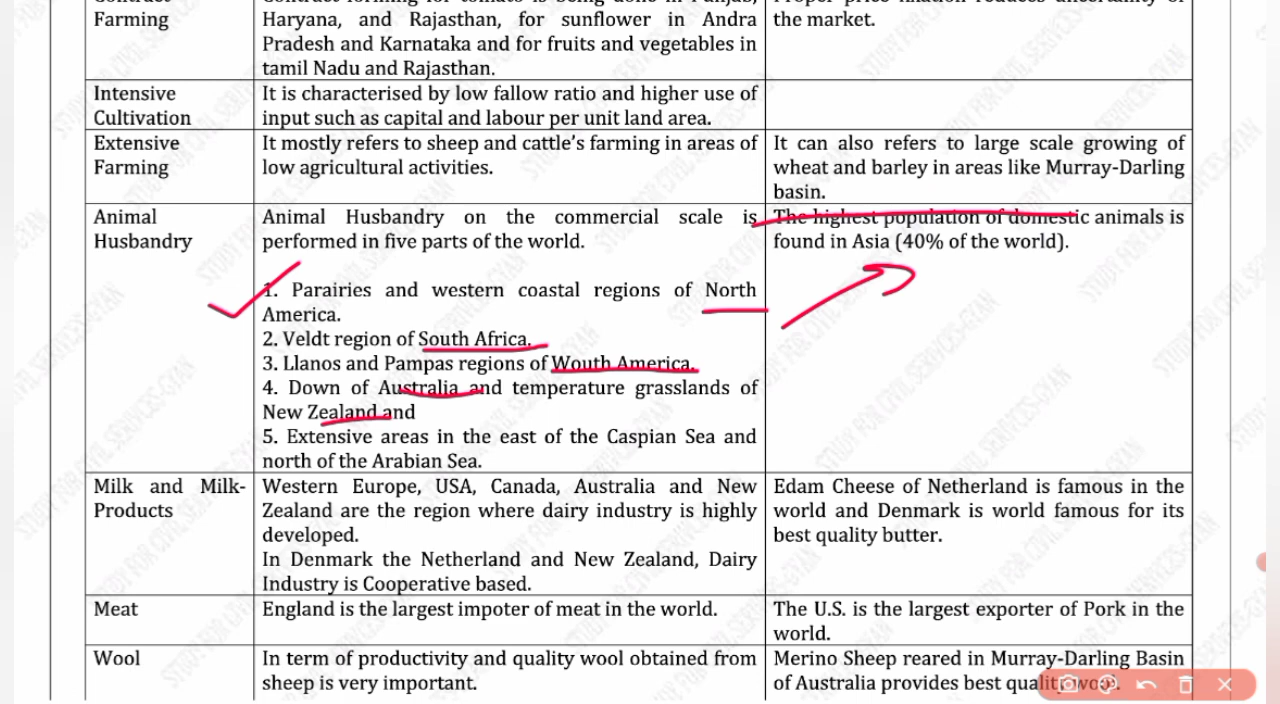 Farming
Haryana, and Rajasthan, for sunflower in Andra
Pradesh and Karnataka and for fruits and vegetables in
tamil Nadu and Rajasthan.
the market.
Intensive
Cultivation
It is characterised by low fallow ratio and higher use of
input such as capital and labour per unit land area.
Extensive
Farming
It mostly refers to sheep and cattle's farming in areas of
low agricultural activities.
It can also refers to large scale growing of
wheat and barley in areas like Murray-Darling
basin.
Animal
Husbandry
Animal Husbandry on the commercial scale is
performed in five parts of the world.
1. Parairies and western coastal regions of North
America.
2. Veldt region of South Africa.
3. Llanos and Pampas regions of Wouth America.
4. Down of Australia and temperature grasslands of
New Zealand and
5. Extensive areas in the east of the Caspian Sea and
north of the Arabian Sea.
The highest population of domestic animals is
found in Asia (40% of the world).
Milk and Milk-
Products
Western Europe, USA, Canada, Australia and New
Zealand are the region where dairy industry is highly
developed.
In Denmark the Netherland and New Zealand, Dairy
Industry is Cooperative based.
Edam Cheese of Netherland is famous in the
world and Denmark is world famous for its
best quality butter.
Meat
England is the largest impoter of meat in the world.
The U.S. is the largest exporter of Pork in the
world.
Wool
In term of productivity and quality wool obtained from
sheep is very important.
Merino Sheep reared in Murray-Darling Basin
of Australia provides best quality wool.
STUDY FOR CIVIL SERVICES-GYAN